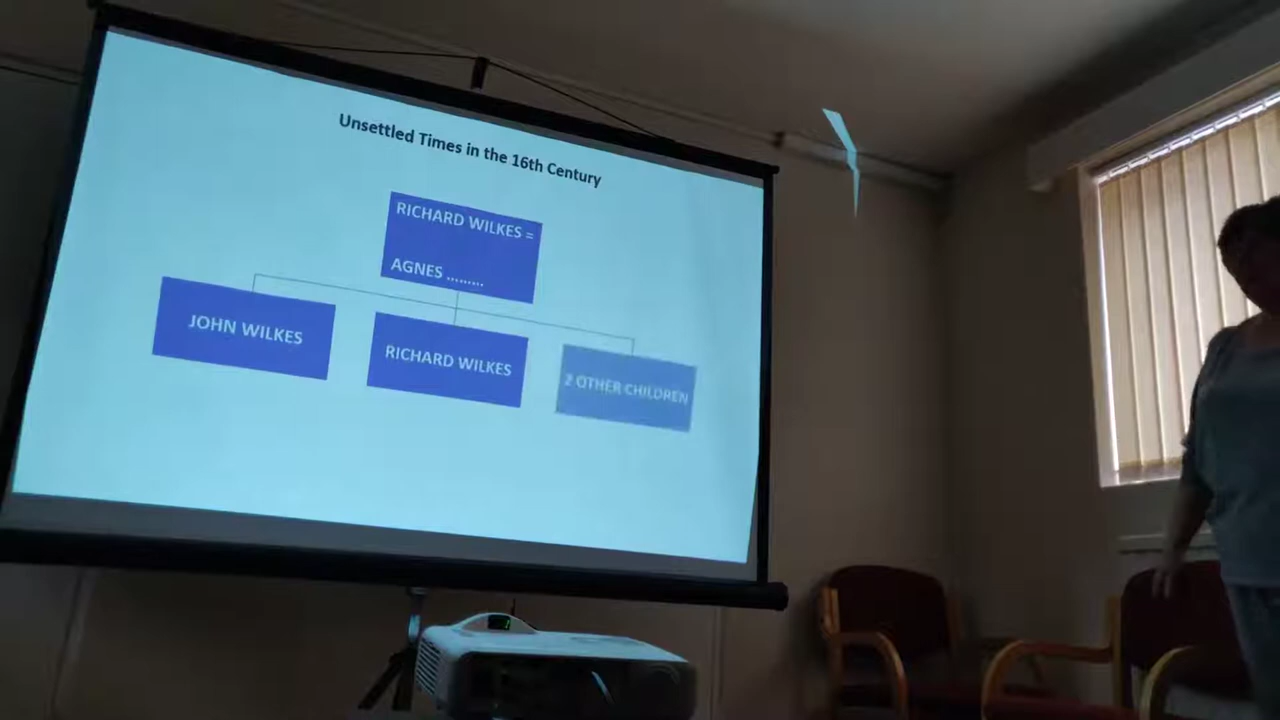 Unsettled Times in the 16th Century
RICHARD WILKES =
AGNES .........
JOHN WILKES
RICHARD WILKES
2 OTHER CHILDREN